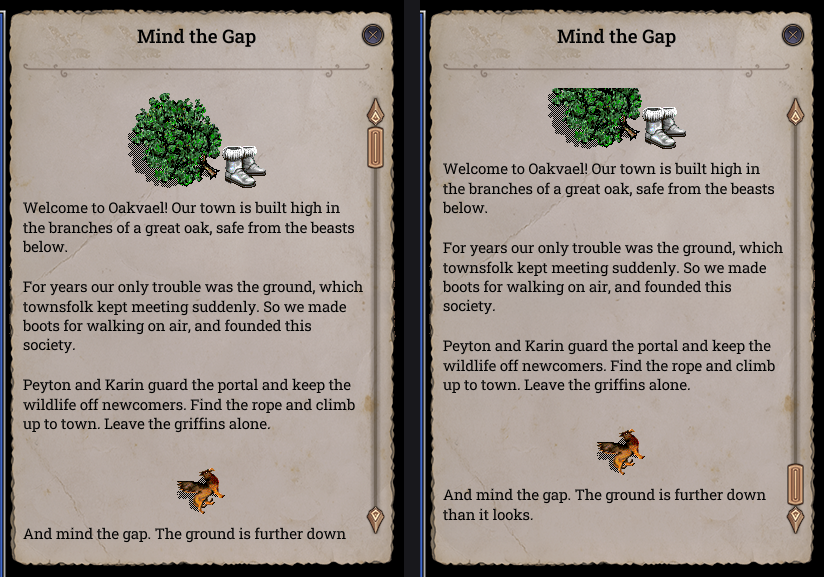 Mind the Gap
Welcome to Oakvael! Our town is built high in
the branches of a great oak, safe from the beasts
below.
For years our only trouble was the ground, which
townsfolk kept meeting suddenly. So we made
boots for walking on air, and founded this
society.
Peyton and Karin guard the portal and keep the
wildlife off newcomers. Find the rope and climb
up to town. Leave the griffins alone.
And mind the gap. The ground is further down
Mind the Gap
Welcome to Oakvael! Our town is built high in
the branches of a great oak, safe from the beasts
below.
For years our only trouble was the ground, which
townsfolk kept meeting suddenly. So we made
boots for walking on air, and founded this
society.
Peyton and Karin guard the portal and keep the
wildlife off newcomers. Find the rope and climb
up to town. Leave the griffins alone.
And mind the gap. The ground is further down
than it looks.